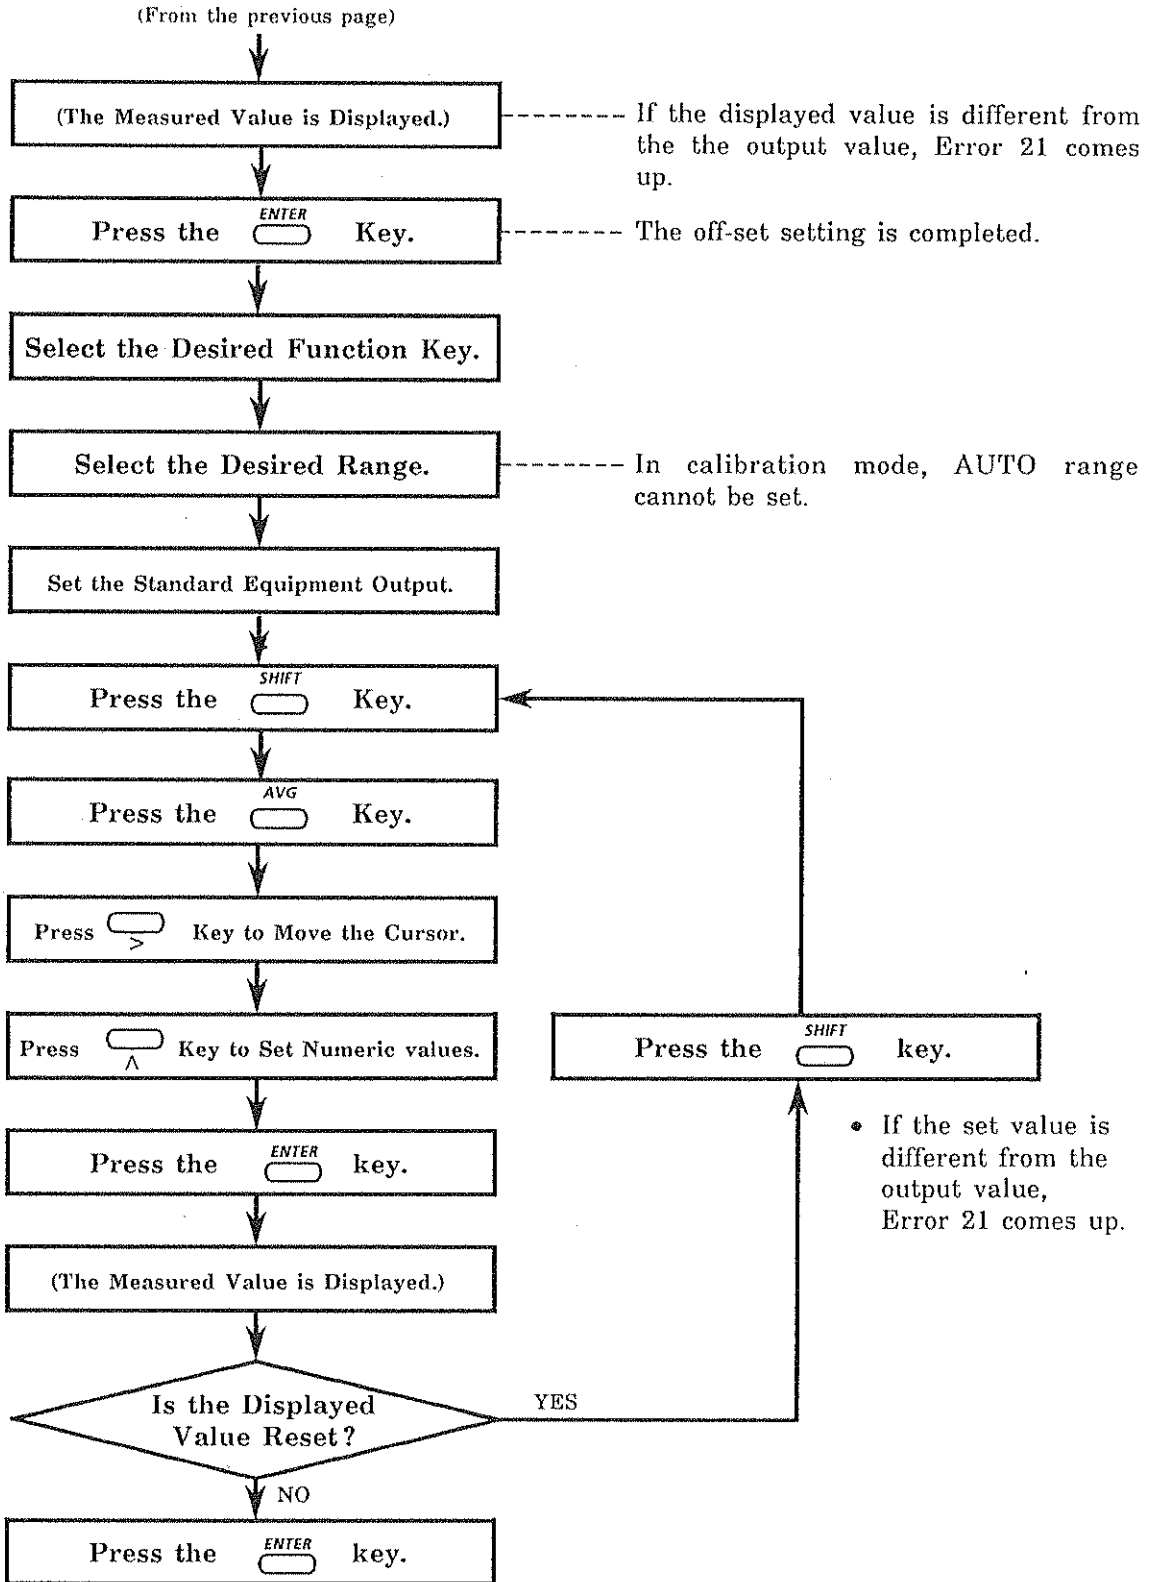 (From the previous page)
(The Measured Value is Displayed.)
If the displayed value is different from
the the output value, Error 21 comes
up.
ENTER
Press the Key.
The off-set setting is completed.
Select the Desired Function Key.
Select the Desired Range.
In calibration mode, AUTO range
cannot be set.
Set the Standard Equipment Output.
SHIFT
Press the Key.
AVG
Press the Key.
Press > Key to Move the Cursor.
Press ∧ Key to Set Numeric values.
SHIFT
Press the key.
• If the set value is
different from the
output value,
Error 21 comes up.
ENTER
Press the key.
(The Measured Value is Displayed.)
Is the Displayed
Value Reset?
YES
NO
ENTER
Press the key.